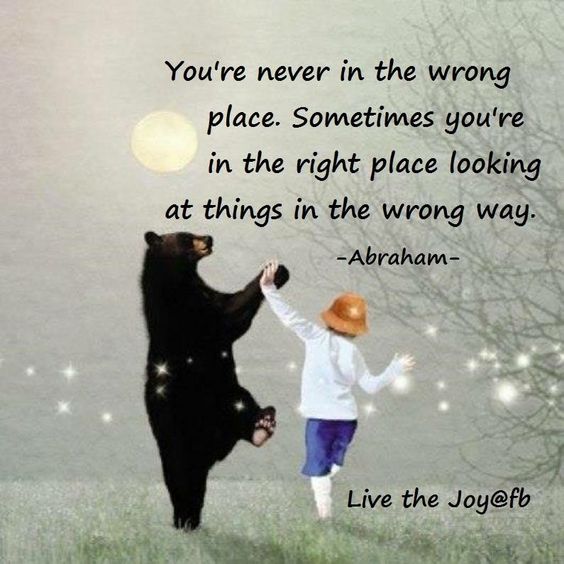 You're never in the wrong
place. Sometimes you're
in the right place looking
at things in the wrong way.
-Abraham-
Live the Joy@fb